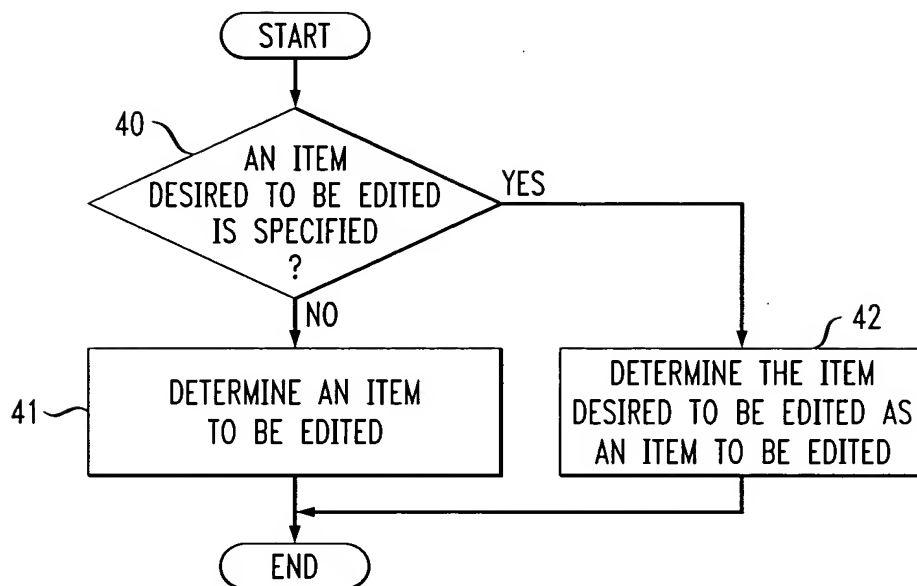 START
40
AN ITEM
DESIRED TO BE EDITED
IS SPECIFIED
?
YES
NO
42
41
DETERMINE AN ITEM
TO BE EDITED
DETERMINE THE ITEM
DESIRED TO BE EDITED AS
AN ITEM TO BE EDITED
END